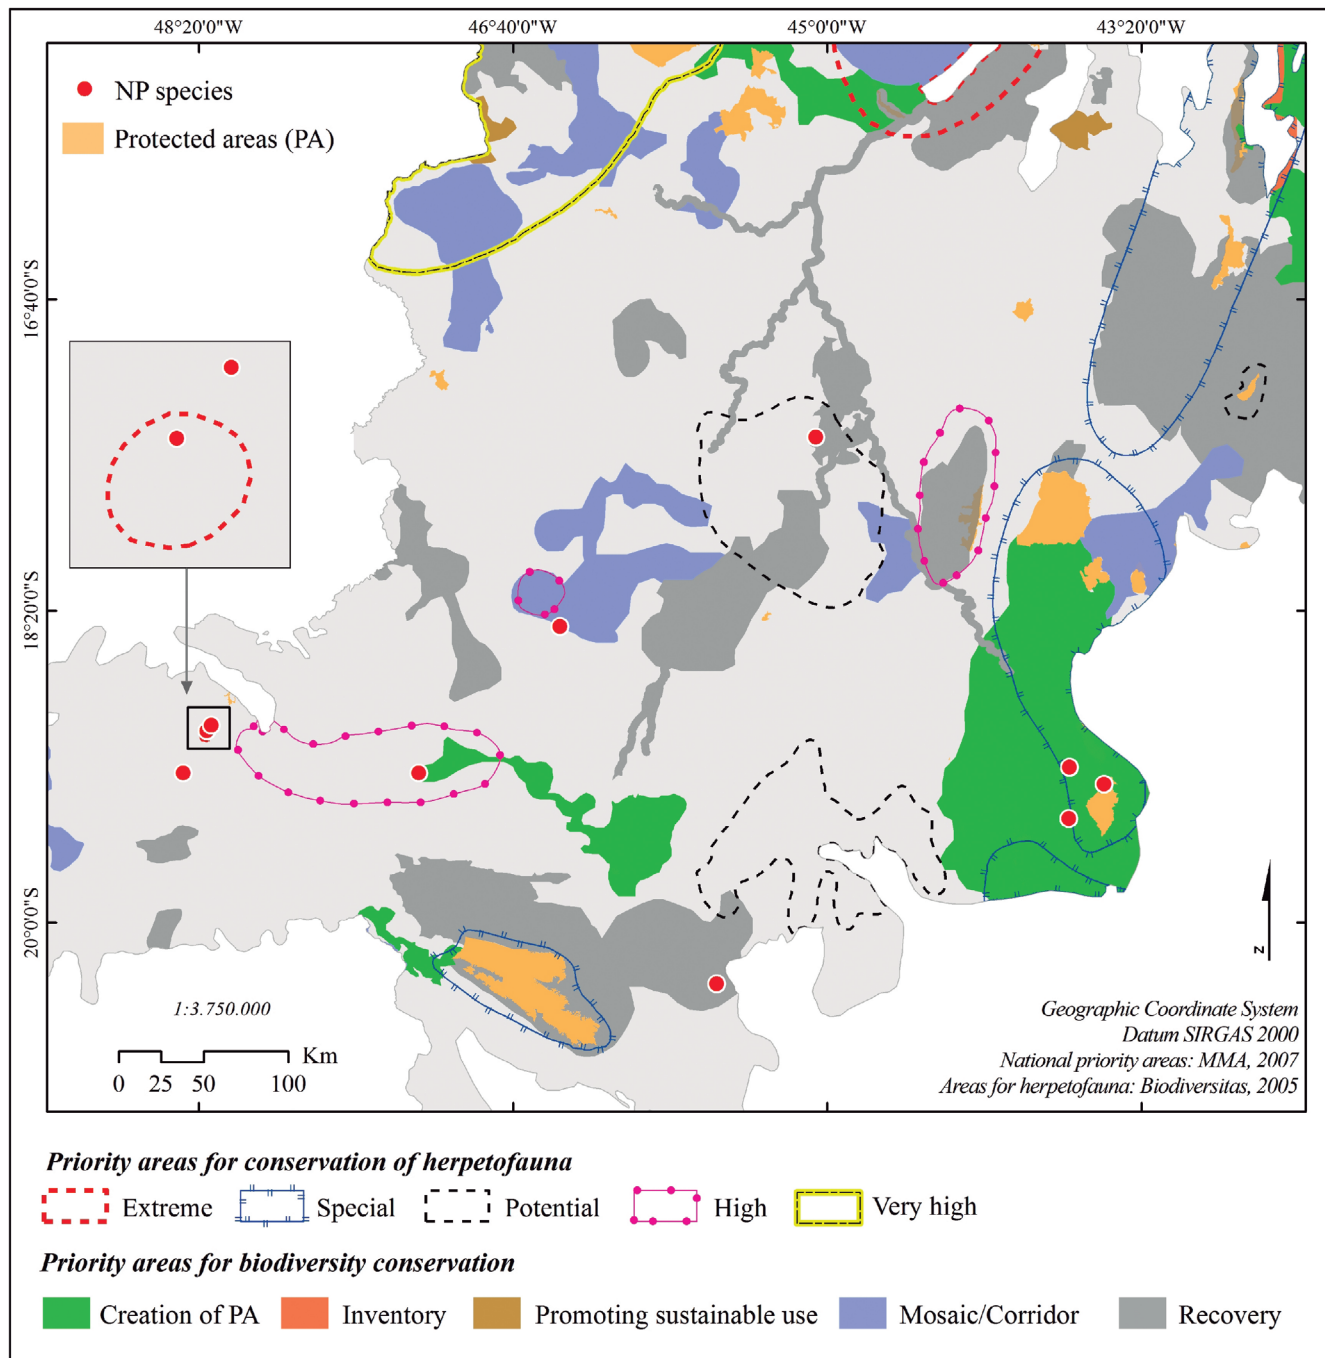 48°20'0"W
46°40'0"W
45°0'0"W
43°20'0"W
NP species
Protected areas (PA)
16°40'0"S
18°20'0"S
20°0'0"S
1:3.750.000
Km
0 25 50 100
z
Geographic Coordinate System
Datum SIRGAS 2000
National priority areas: MMA, 2007
Areas for herpetofauna: Biodiversitas, 2005
Priority areas for conservation of herpetofauna
Extreme
Special
Potential
High
Very high
Priority areas for biodiversity conservation
Creation of PA
Inventory
Promoting sustainable use
Mosaic/Corridor
Recovery